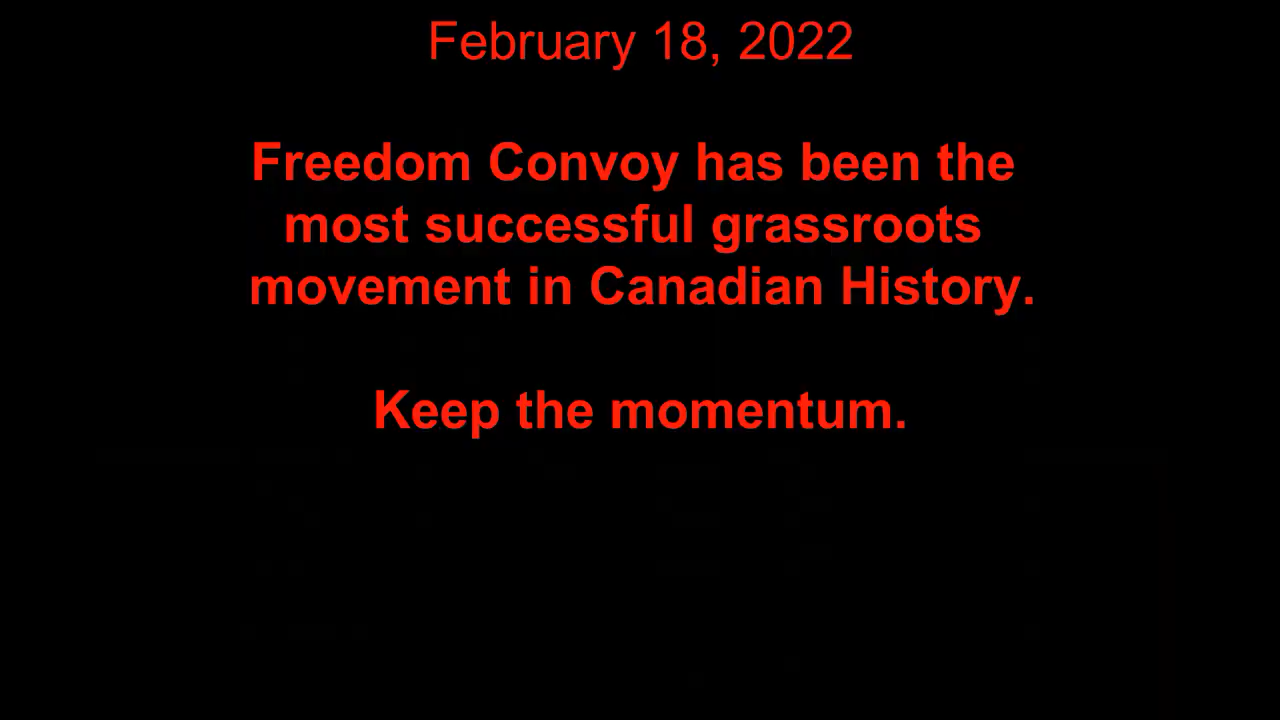 February 18, 2022
Freedom Convoy has been the
most successful grassroots
movement in Canadian History.
Keep the momentum.